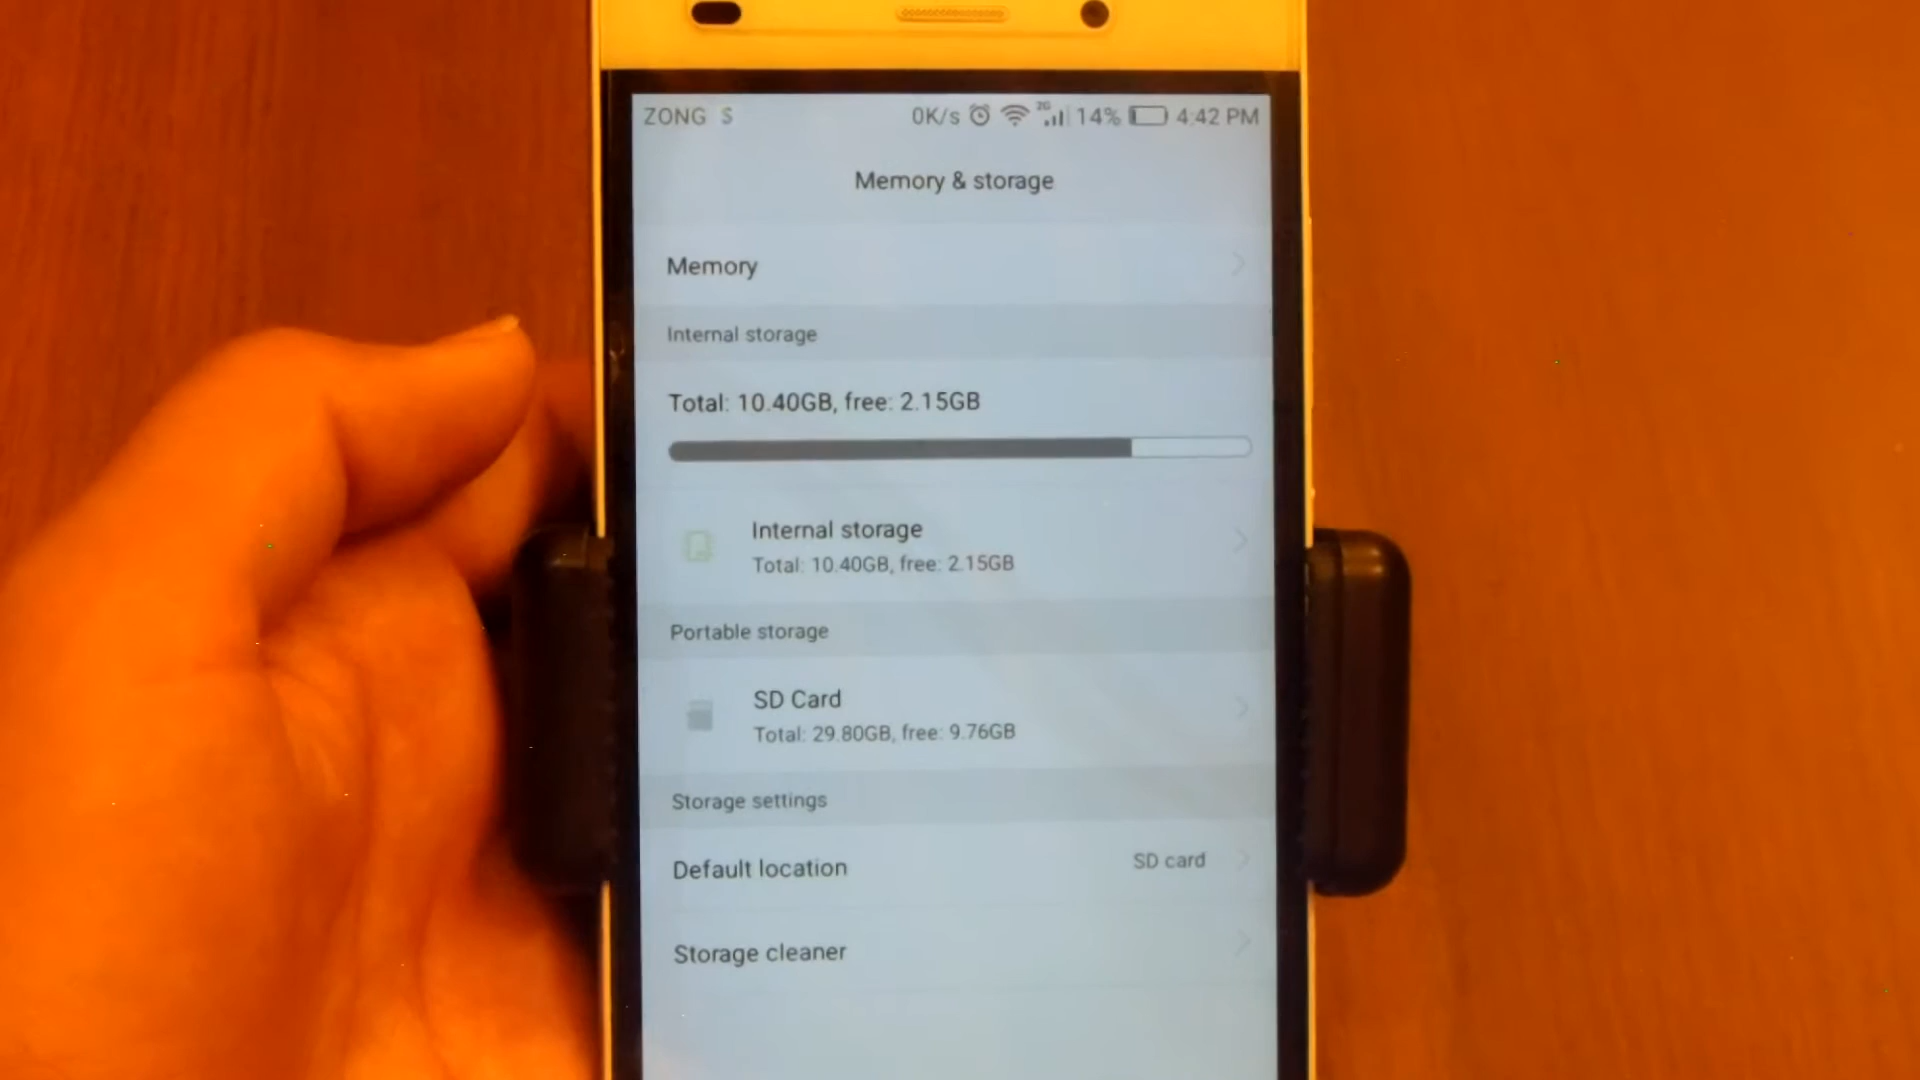 ZONG S 0K/s 2G 14% 4:42 PM
Memory & storage
Memory
Internal storage
Total: 10.40GB, free: 2.15GB
Internal storage
Total: 10.40GB, free: 2.15GB
Portable storage
SD Card
Total: 29.80GB, free: 9.76GB
Storage settings
Default location SD card
Storage cleaner